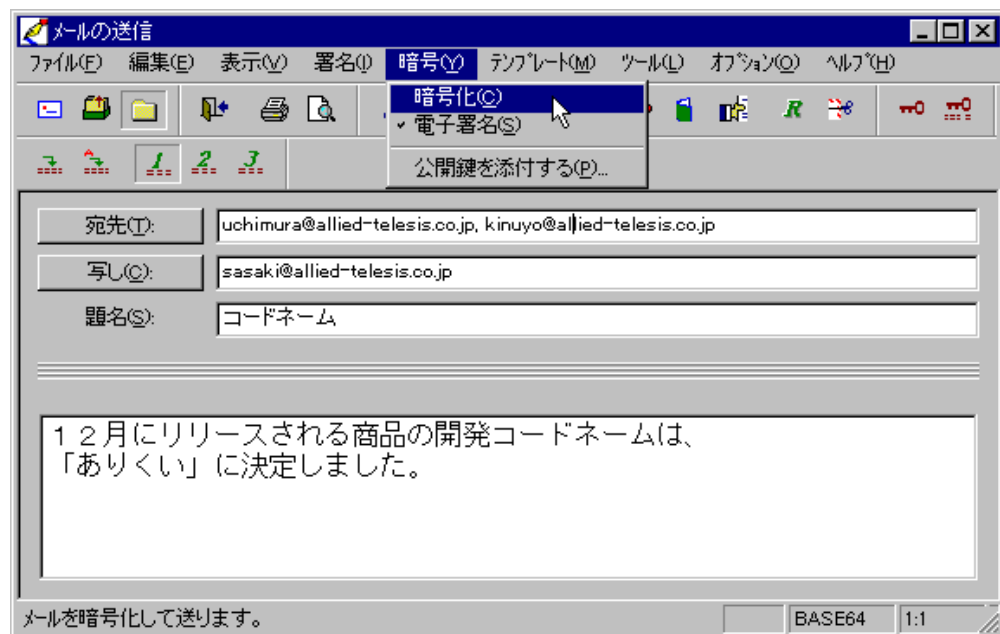 メールの送信
ファイル(F) 編集(E) 表示(V) 署名(I) 暗号(Y) テンプレート(M) ツール(L) オプション(O) ヘルプ(H)
暗号化(C)
電子署名(S)
R
1 2 3
公開鍵を添付する(P)...
宛先(T): uchimura@allied-telesis.co.jp, kinuyo@allied-telesis.co.jp
写し(C): sasaki@allied-telesis.co.jp
題名(S): コードネーム
１２月にリリースされる商品の開発コードネームは、
「ありくい」に決定しました。
メールを暗号化して送ります。 BASE64 1:1